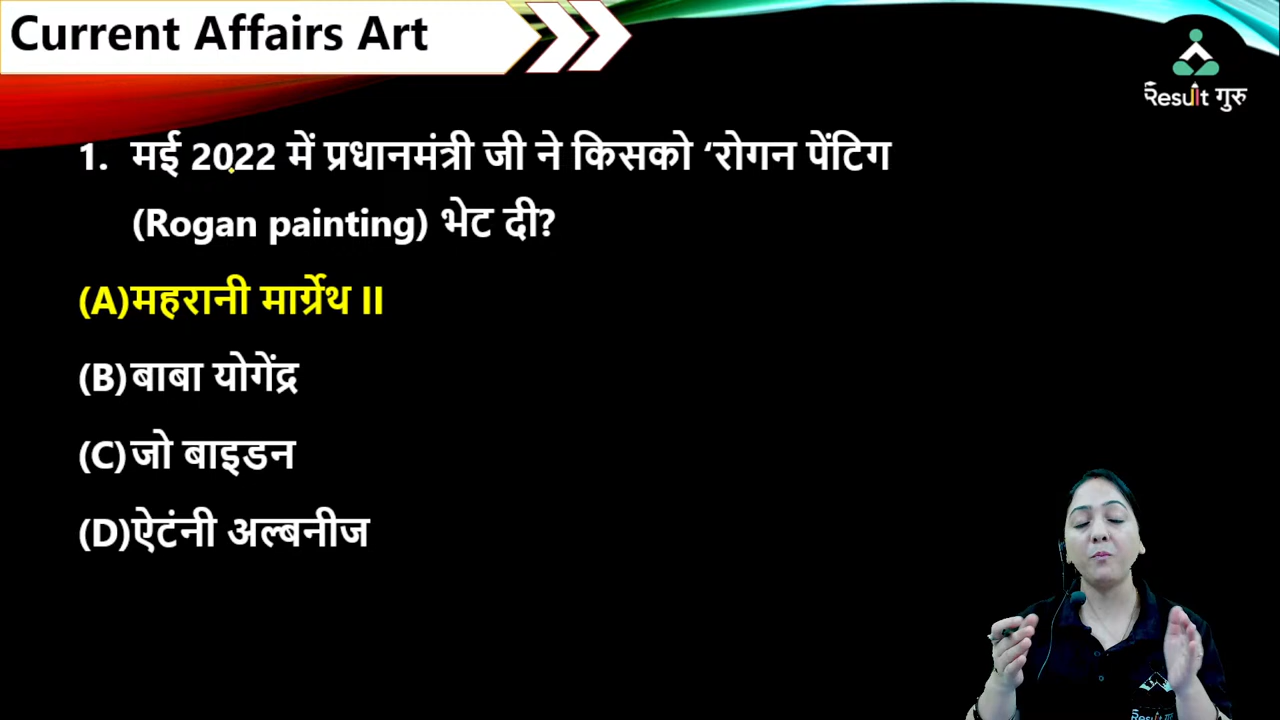 Current Affairs Art
Result गुरु
1. मई 2022 में प्रधानमंत्री जी ने किसको ‘रोगन पेंटिग
(Rogan painting) भेट दी?
(A)महरानी मार्ग्रेथ II
(B)बाबा योगेंद्र
(C)जो बाइडन
(D)ऐटंनी अल्बनीज
Result गुरु